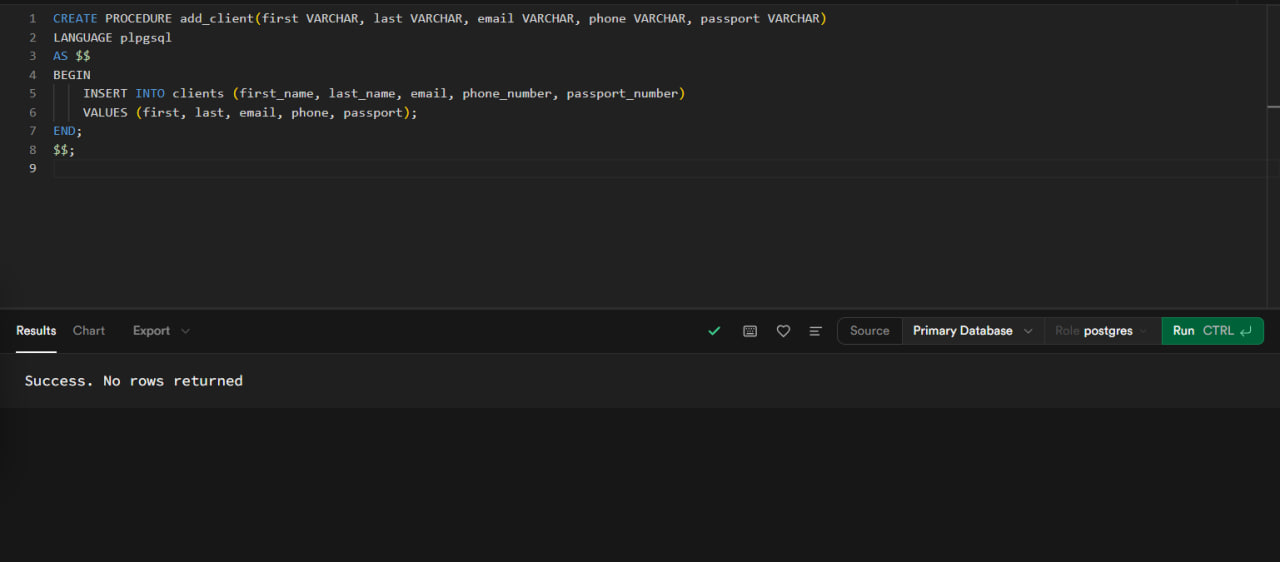 1 CREATE PROCEDURE add_client(first VARCHAR, last VARCHAR, email VARCHAR, phone VARCHAR, passport VARCHAR)
2 LANGUAGE plpgsql
3 AS $$
4 BEGIN
5 INSERT INTO clients (first_name, last_name, email, phone_number, passport_number)
6 VALUES (first, last, email, phone, passport);
7 END;
8 $$;
9
Results Chart Export Source Primary Database Role postgres Run CTRL ↵
Success. No rows returned